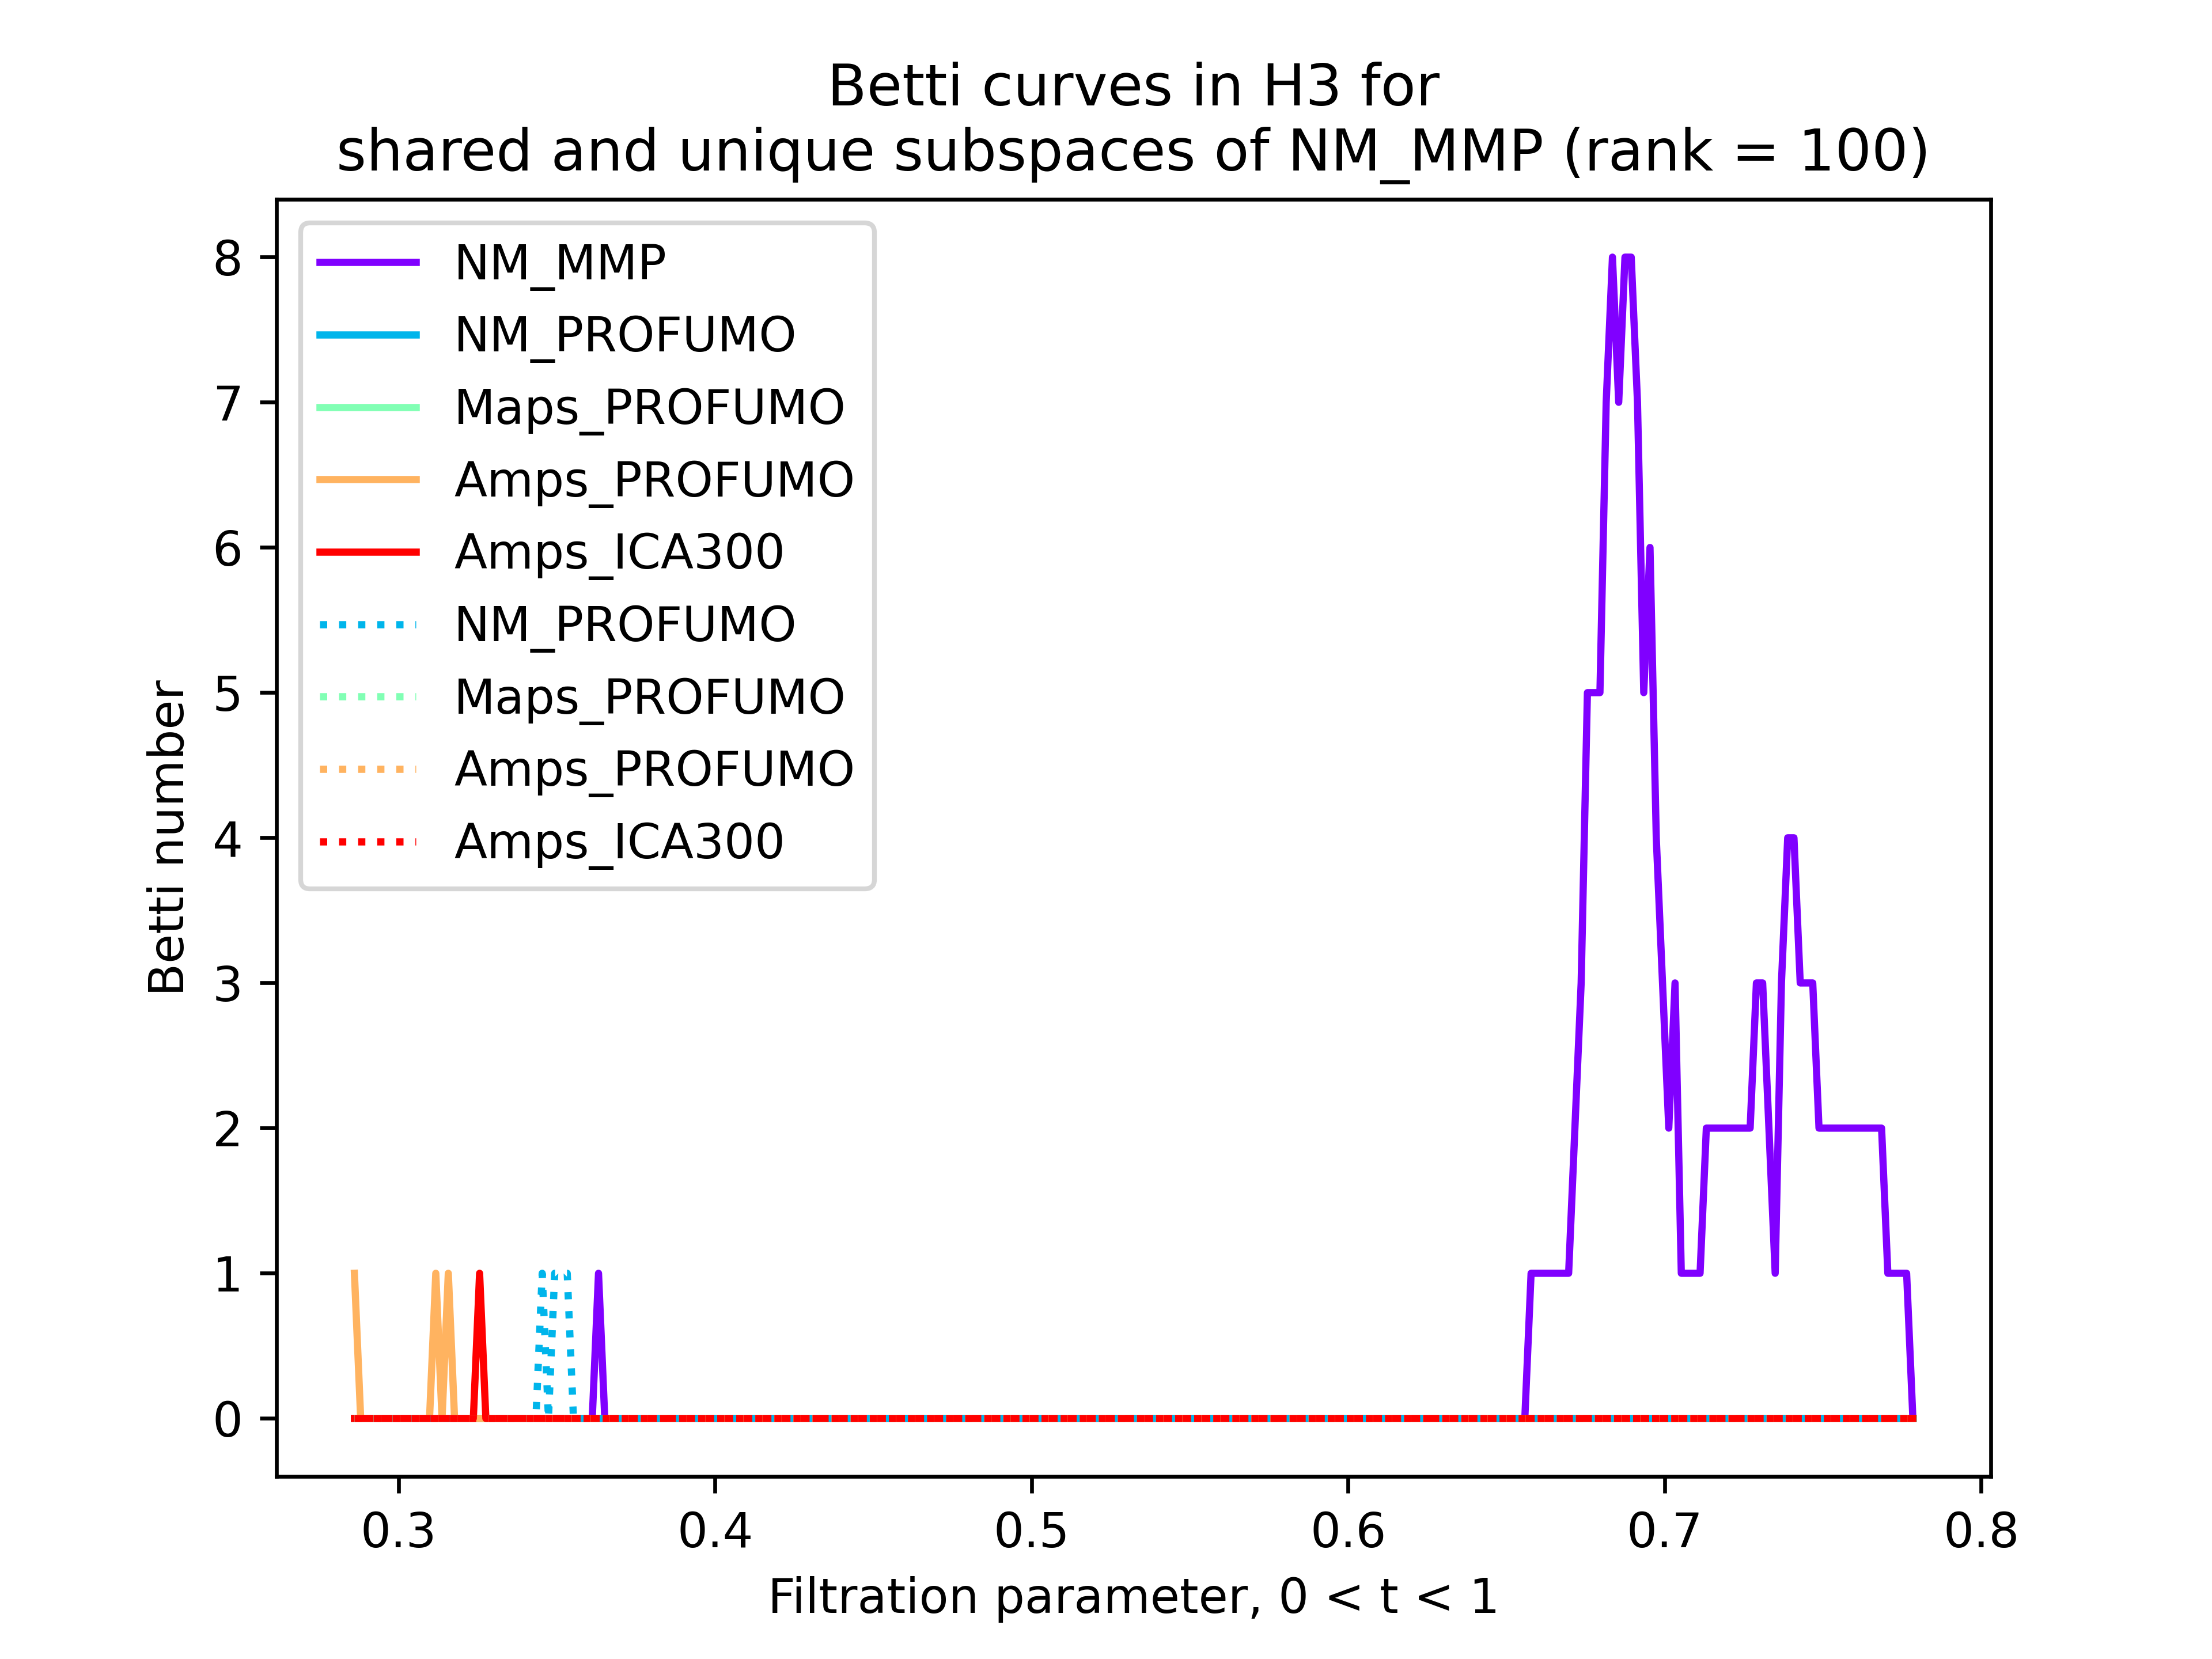 Betti curves in H3 for
shared and unique subspaces of NM_MMP (rank = 100)
8
7
6
5
4
3
2
1
0
Betti number
NM_MMP
NM_PROFUMO
Maps_PROFUMO
Amps_PROFUMO
Amps_ICA300
NM_PROFUMO
Maps_PROFUMO
Amps_PROFUMO
Amps_ICA300
0.3 0.4 0.5 0.6 0.7 0.8
Filtration parameter, 0 < t < 1